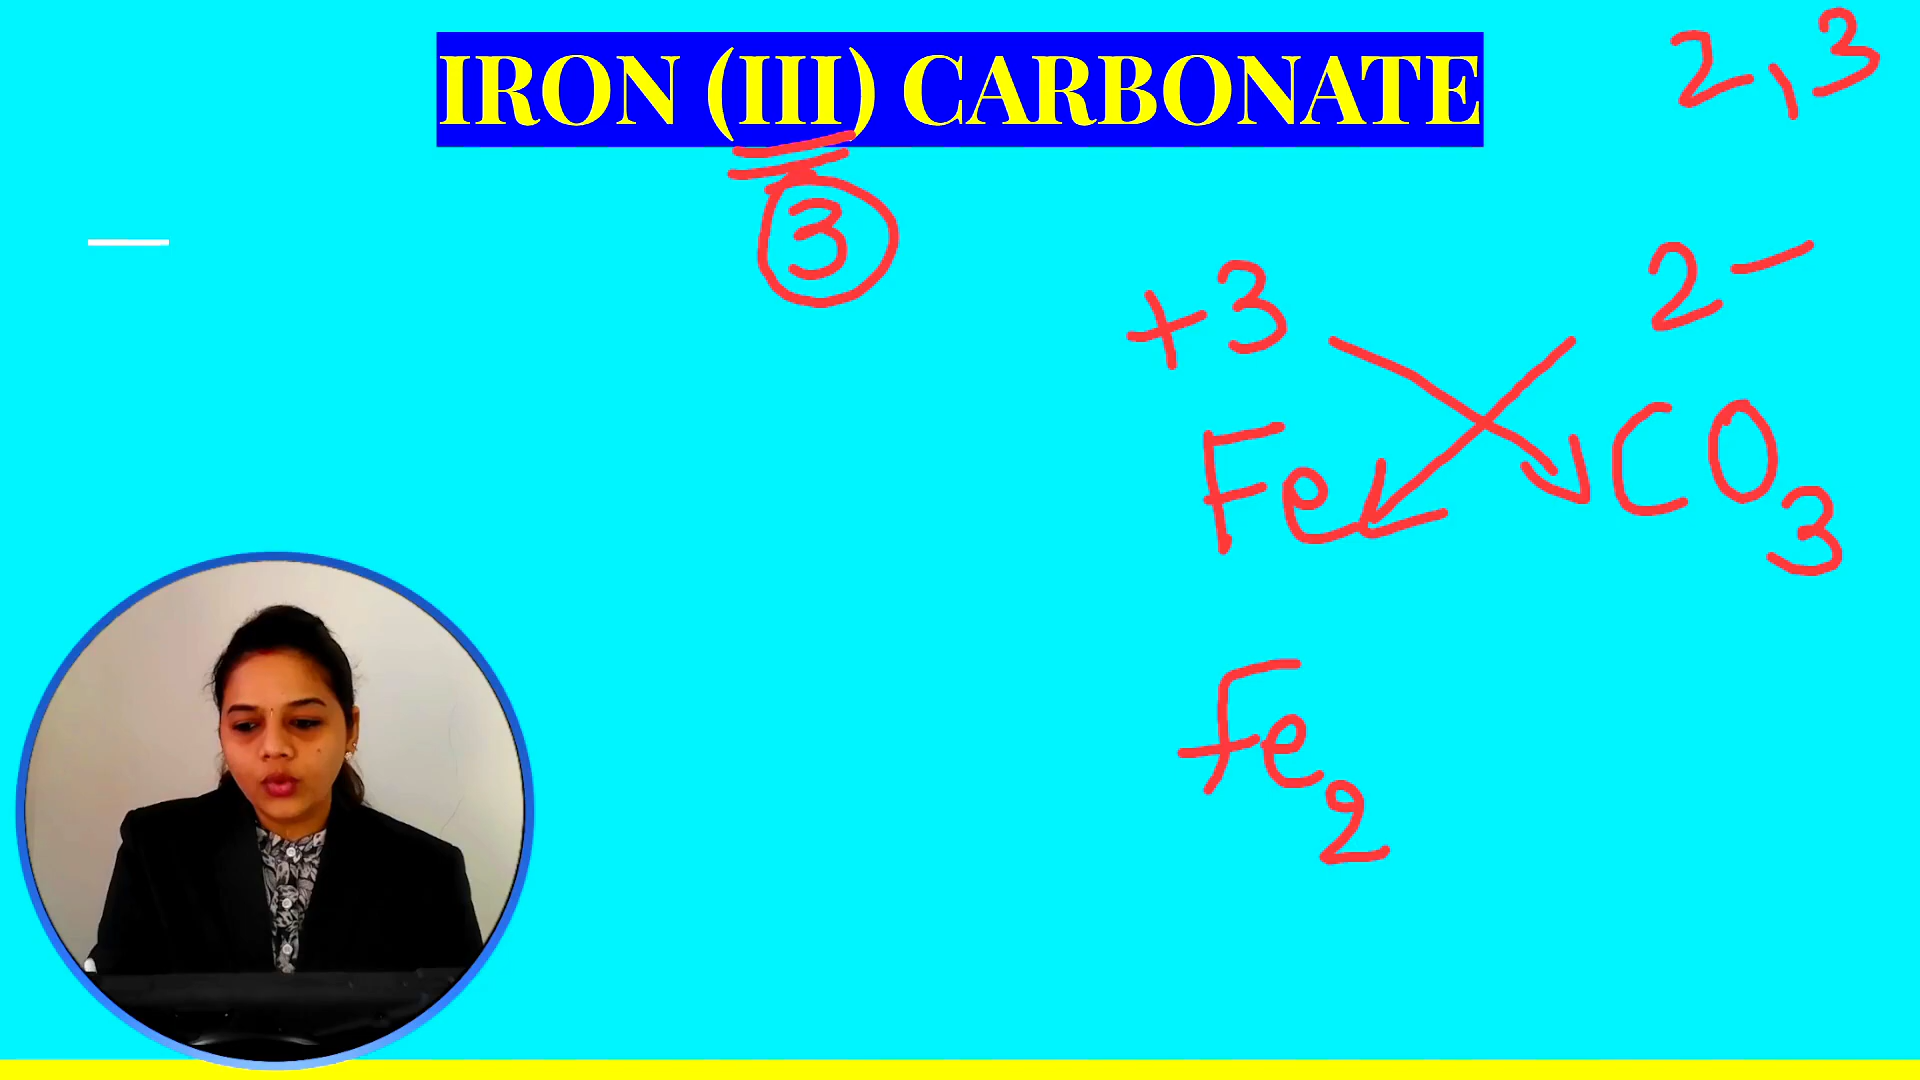 IRON (III) CARBONATE
2,3
3
+3 2-
Fe CO3
Fe2